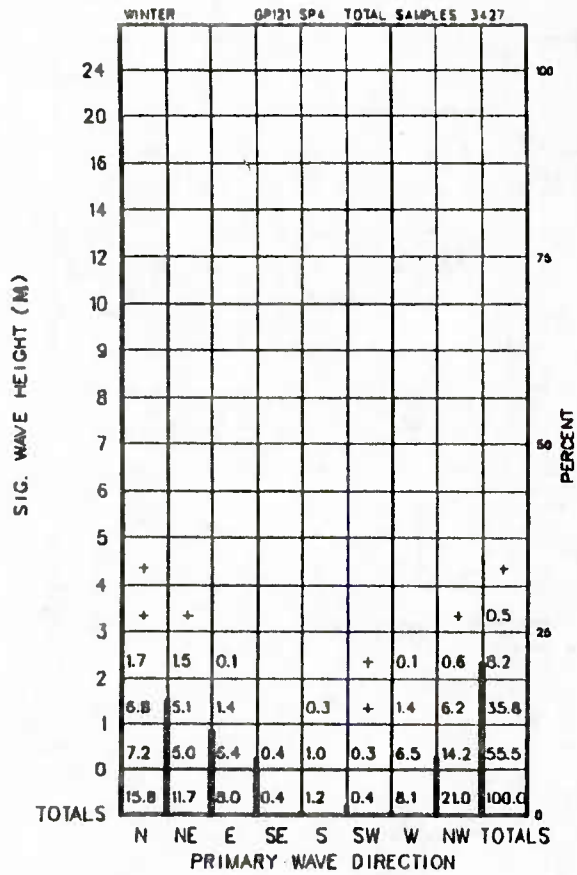 WINTER GP121 SP4 TOTAL SAMPLES 3427
24 100
20
16
14
12 75
10
9
8
7 50
6
5
+ +
4
+ + + 0.5
3 25
1.7 1.5 0.1 + 0.1 0.6 8.2
2
6.8 5.1 1.4 0.3 + 1.4 6.2 35.8
1
7.2 5.0 6.4 0.4 1.0 0.3 6.5 14.2 55.5
0
15.8 11.7 8.0 0.4 1.2 0.4 8.1 21.0 100.0
TOTALS 0
N NE E SE S SW W NW TOTALS
PRIMARY WAVE DIRECTION
SIG. WAVE HEIGHT (M)
PERCENT